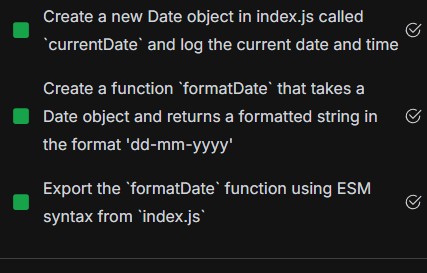 Create a new Date object in index.js called
`currentDate` and log the current date and time
Create a function `formatDate` that takes a
Date object and returns a formatted string in
the format 'dd-mm-yyyy'
Export the `formatDate` function using ESM
syntax from `index.js`